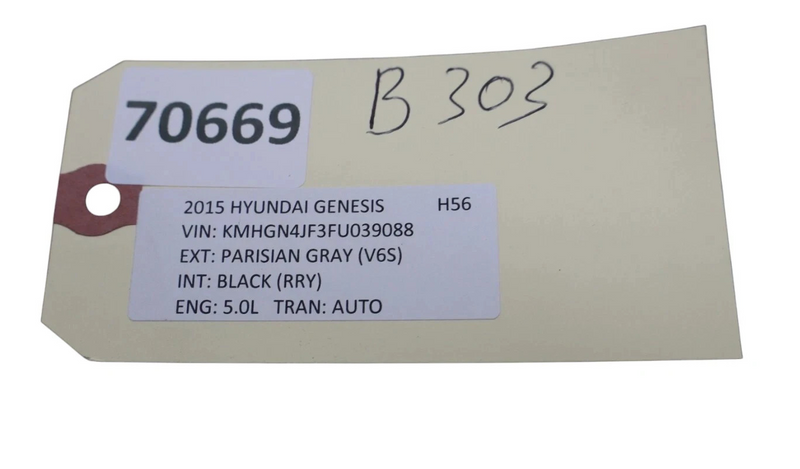 70669
B 303
2015 HYUNDAI GENESIS H56
VIN: KMHGN4JF3FU039088
EXT: PARISIAN GRAY (V6S)
INT: BLACK (RRY)
ENG: 5.0L TRAN: AUTO